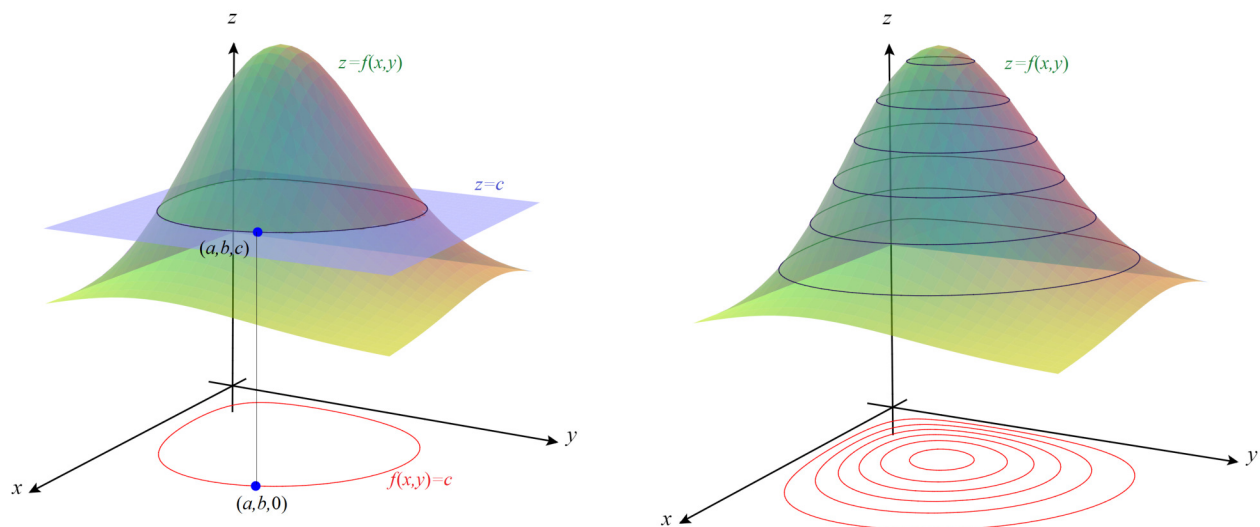 z
z=f(x,y)
z=c
(a,b,c)
y
x
f(x,y)=c
(a,b,0)
z
z=f(x,y)
y
x